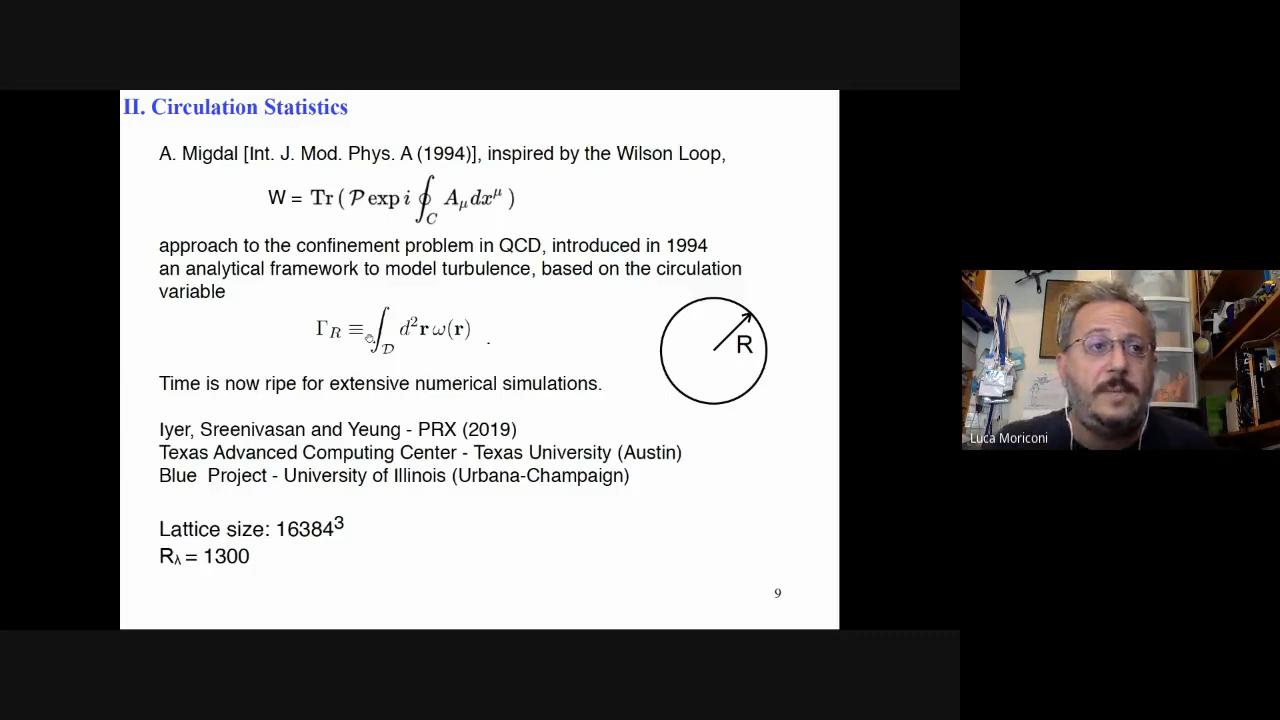 II. Circulation Statistics
A. Migdal [Int. J. Mod. Phys. A (1994)], inspired by the Wilson Loop,
W = Tr ( 𝒫 exp i ∮_C A_μ dx^μ )
approach to the confinement problem in QCD, introduced in 1994
an analytical framework to model turbulence, based on the circulation
variable
Γ_R ≡ ∫_𝒟 d²r ω(r) .
R
Time is now ripe for extensive numerical simulations.
Iyer, Sreenivasan and Yeung - PRX (2019)
Texas Advanced Computing Center - Texas University (Austin)
Blue Project - University of Illinois (Urbana-Champaign)
Lattice size: 16384³
R_λ = 1300
9
Luca Moriconi